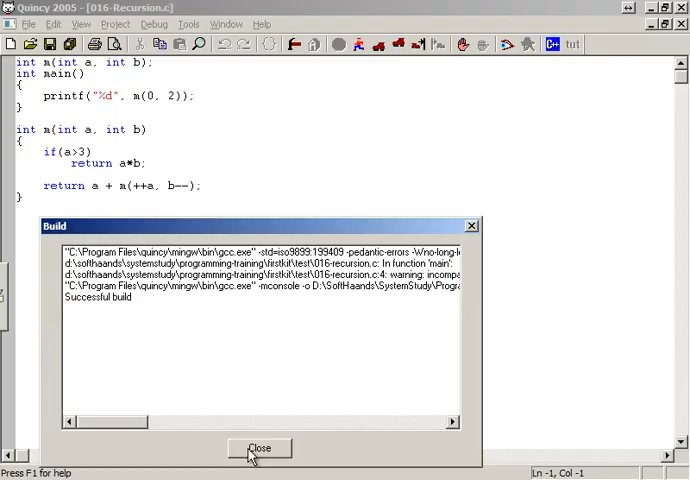 Quincy 2005 - [016-Recursion.c]
File Edit View Project Debug Tools Window Help
C++ tut
int m(int a, int b);
int main()
{
printf("%d", m(0, 2));
}
int m(int a, int b)
{
if(a>3)
return a*b;
return a + m(++a, b--);
}
Build
"C:\Program Files\quincy\mingw\bin\gcc.exe" -std=iso9899:199409 -pedantic-errors -Wno-long-lo
d:\softhaands\systemstudy\programming-training\firstkit\test\016-recursion.c: In function 'main':
d:\softhaands\systemstudy\programming-training\firstkit\test\016-recursion.c:4: warning: incompa
"C:\Program Files\quincy\mingw\bin\gcc.exe" -mconsole -o D:\SoftHaands\SystemStudy\Progra
Successful build
Close
Press F1 for help
Ln -1, Col -1